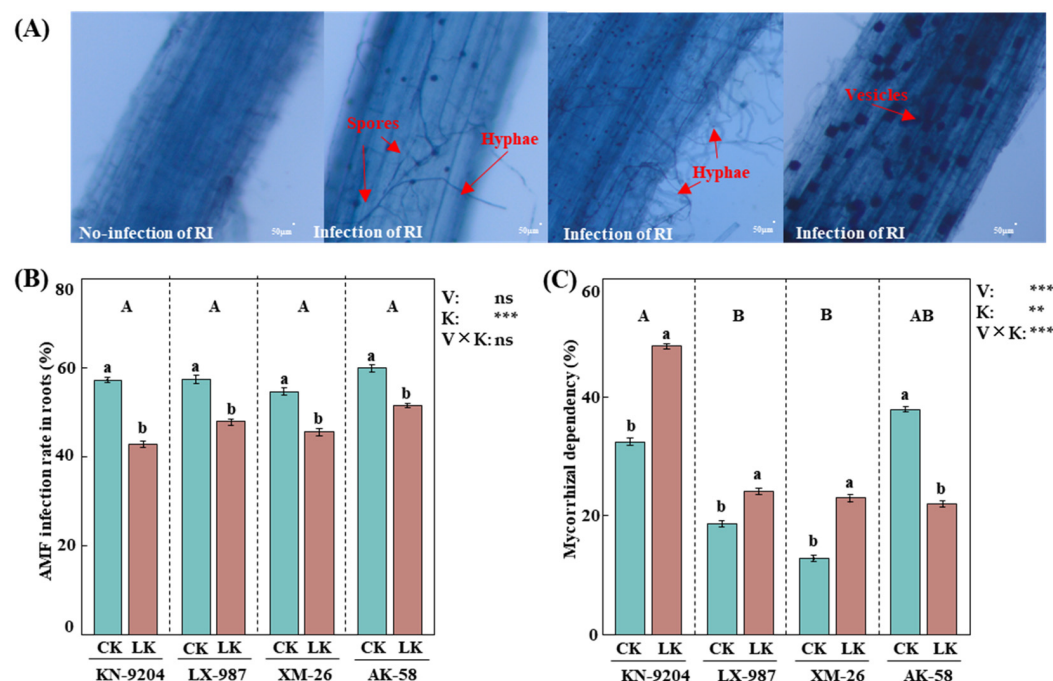 (A)
Spores
Hyphae
Hyphae
Vesicles
No-infection of RI
50μm
Infection of RI
50μm
Infection of RI
50μm
Infection of RI
50μm
(B)
AMF infection rate in roots (%)
80
60
40
20
0
A A A A
a b a b a b a b
V: ns
K: ***
V×K: ns
CK LK CK LK CK LK CK LK
KN-9204 LX-987 XM-26 AK-58
(C)
Mycorrhizal dependency (%)
60
40
20
0
A B B AB
b a b a b a a b
V: ***
K: **
V×K: ***
CK LK CK LK CK LK CK LK
KN-9204 LX-987 XM-26 AK-58